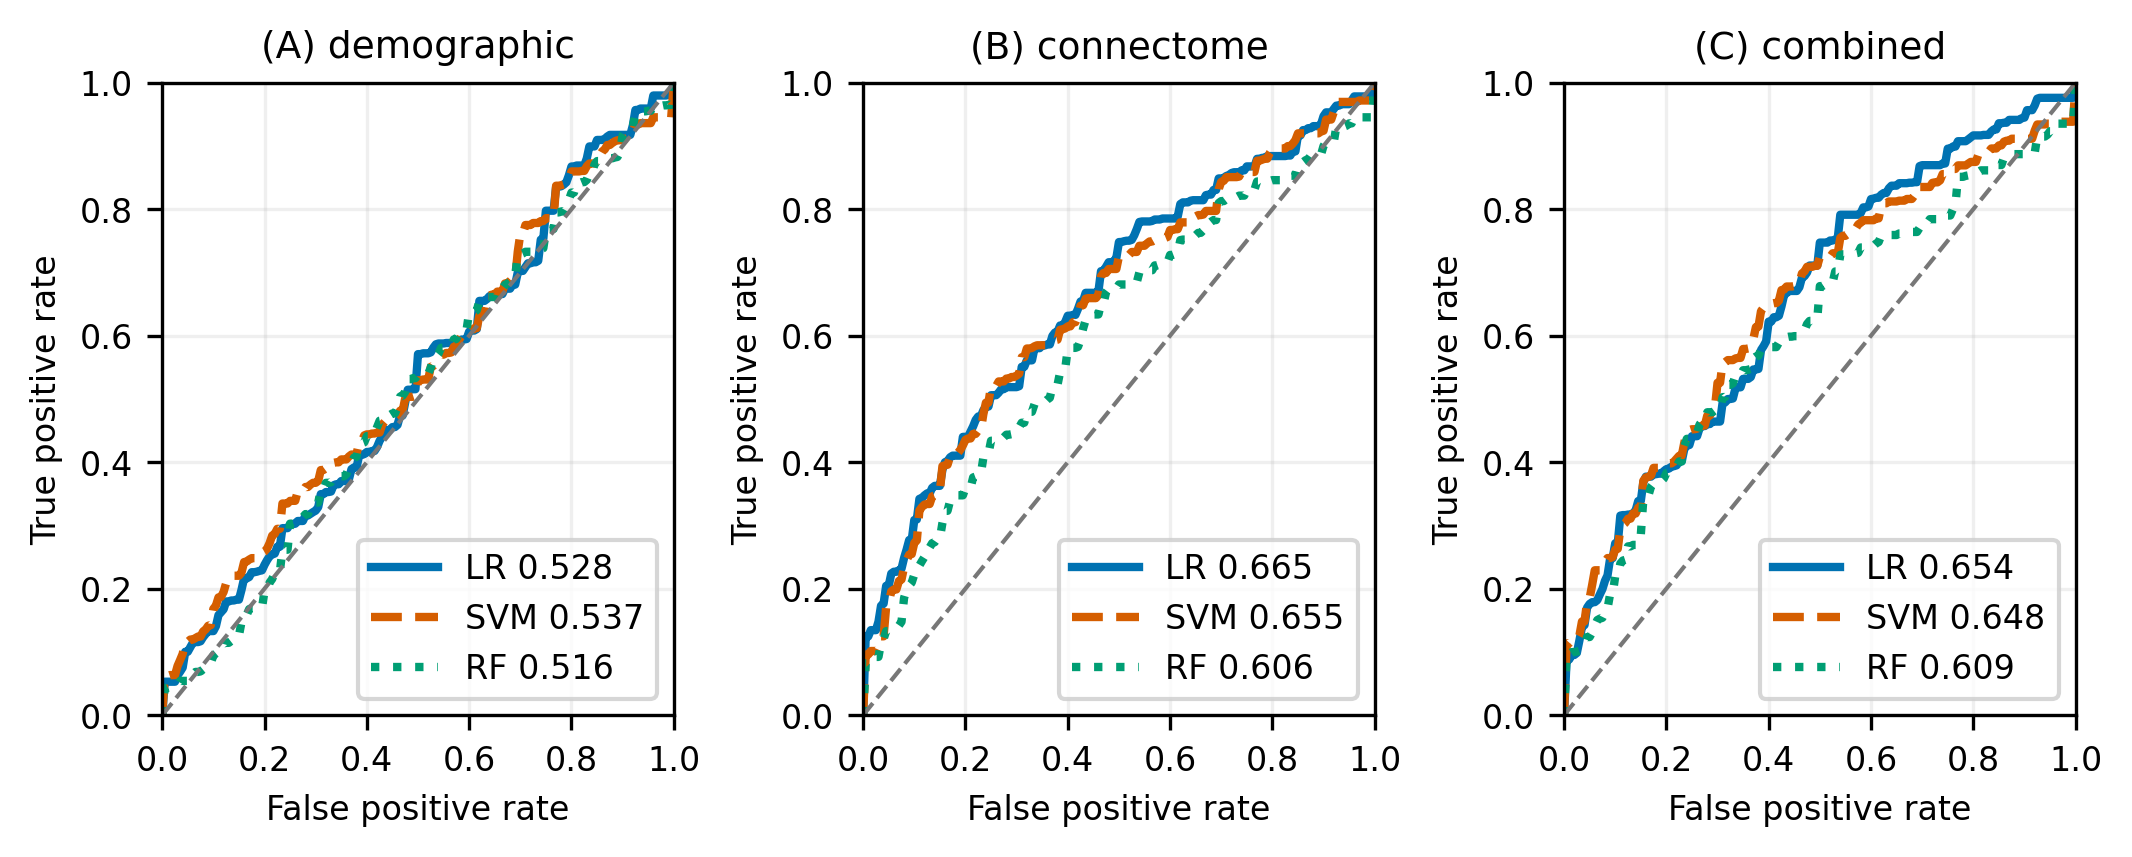 (A) demographic
1.0
0.8
0.6
0.4
0.2
0.0
True positive rate
LR 0.528
SVM 0.537
RF 0.516
0.0 0.2 0.4 0.6 0.8 1.0
False positive rate
(B) connectome
1.0
0.8
0.6
0.4
0.2
0.0
True positive rate
LR 0.665
SVM 0.655
RF 0.606
0.0 0.2 0.4 0.6 0.8 1.0
False positive rate
(C) combined
1.0
0.8
0.6
0.4
0.2
0.0
True positive rate
LR 0.654
SVM 0.648
RF 0.609
0.0 0.2 0.4 0.6 0.8 1.0
False positive rate